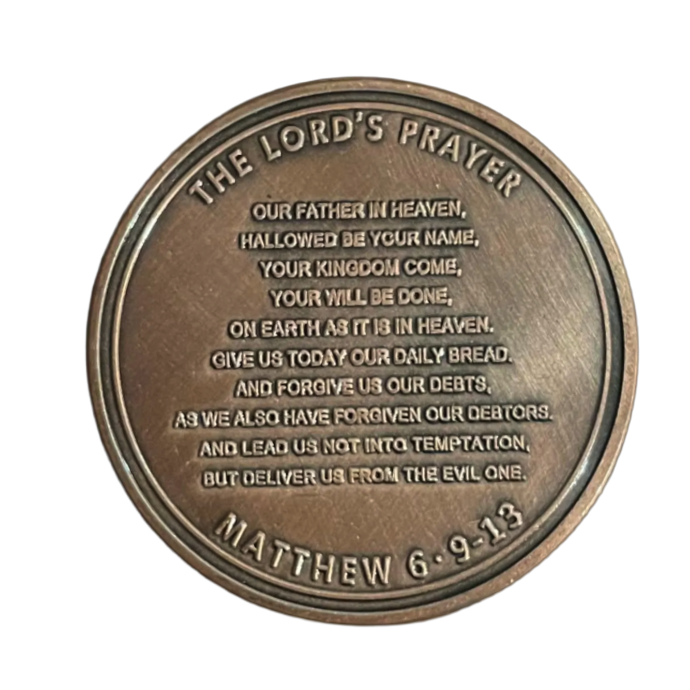 THE LORD'S PRAYER
OUR FATHER IN HEAVEN,
HALLOWED BE YOUR NAME,
YOUR KINGDOM COME,
YOUR WILL BE DONE,
ON EARTH AS IT IS IN HEAVEN.
GIVE US TODAY OUR DAILY BREAD.
AND FORGIVE US OUR DEBTS,
AS WE ALSO HAVE FORGIVEN OUR DEBTORS.
AND LEAD US NOT INTO TEMPTATION,
BUT DELIVER US FROM THE EVIL ONE.
MATTHEW 6·9-13